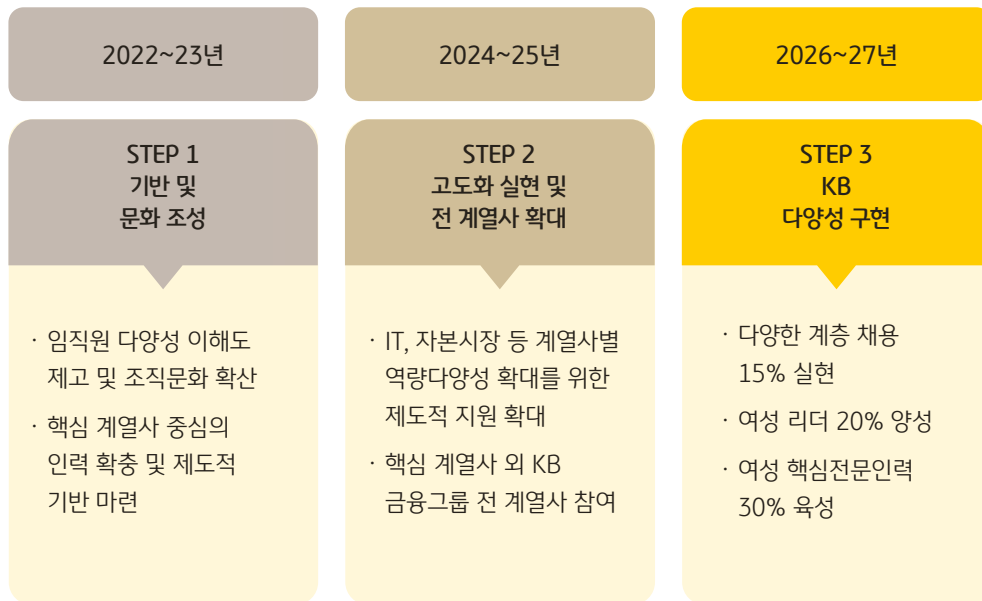 2022~23년
STEP 1
기반 및
문화 조성
· 임직원 다양성 이해도
제고 및 조직문화 확산
· 핵심 계열사 중심의
인력 확충 및 제도적
기반 마련
2024~25년
STEP 2
고도화 실현 및
전 계열사 확대
· IT, 자본시장 등 계열사별
역량다양성 확대를 위한
제도적 지원 확대
· 핵심 계열사 외 KB
금융그룹 전 계열사 참여
2026~27년
STEP 3
KB
다양성 구현
· 다양한 계층 채용
15% 실현
· 여성 리더 20% 양성
· 여성 핵심전문인력
30% 육성